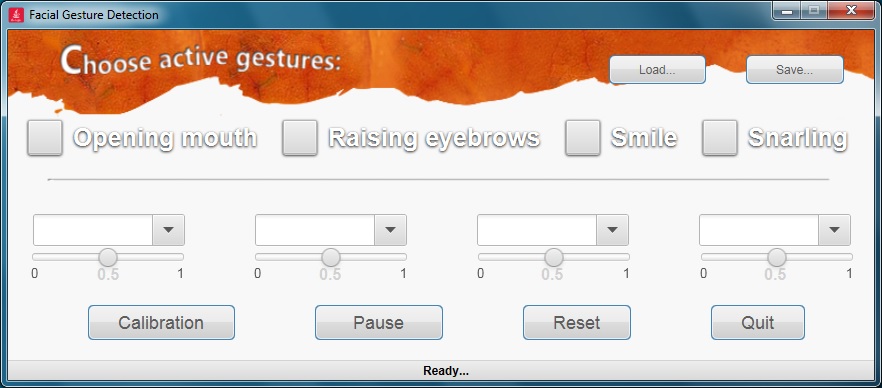 Facial Gesture Detection
Choose active gestures:
Load...
Save...
Opening mouth
Raising eyebrows
Smile
Snarling
0 0.5 1
0 0.5 1
0 0.5 1
0 0.5 1
Calibration
Pause
Reset
Quit
Ready...